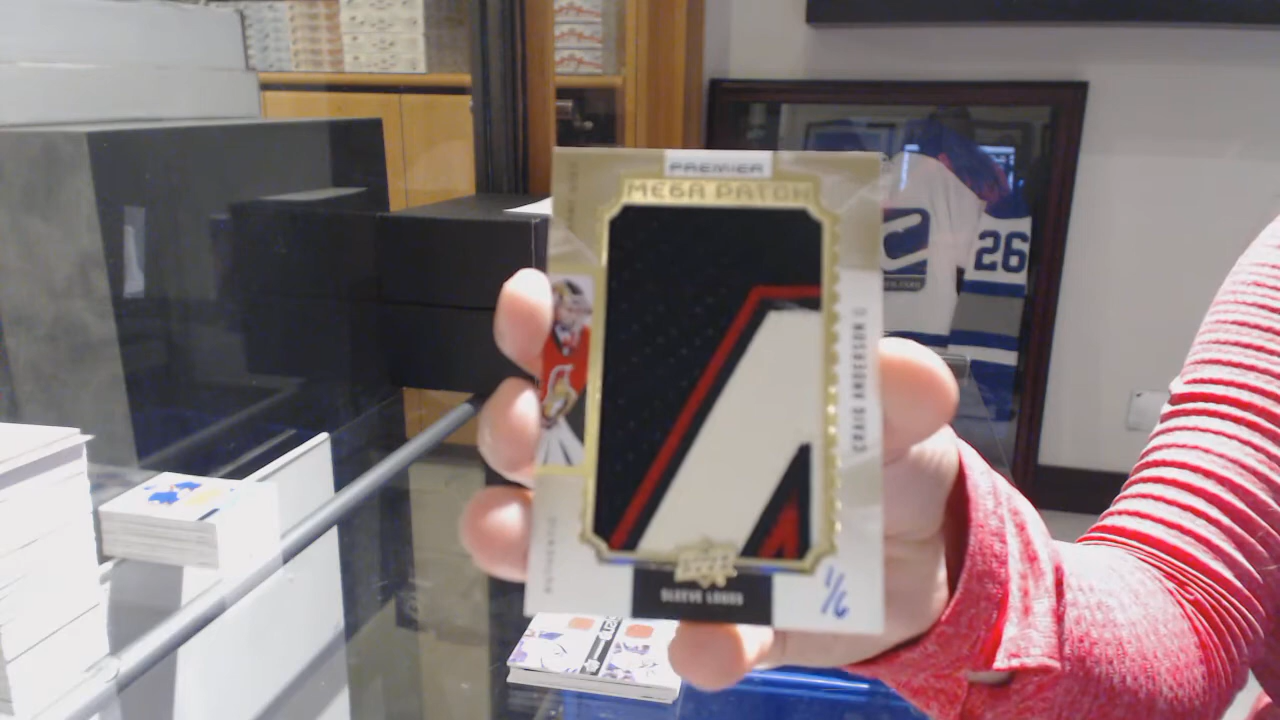 PREMIER
MEGA PATCH
CRAIG ANDERSON
SLEEVE LOGOS
1/6
26